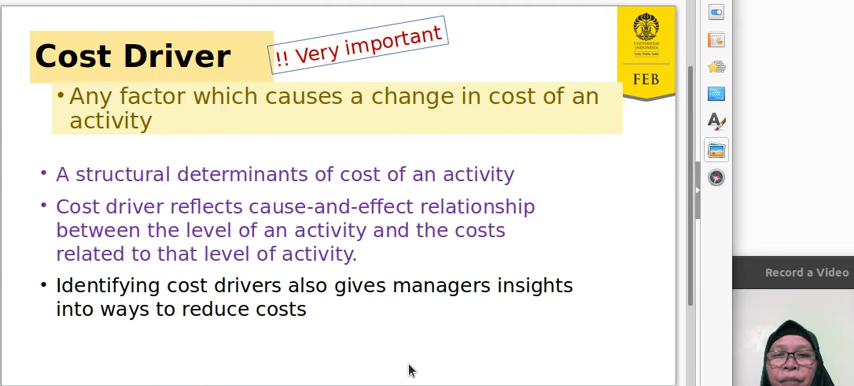 Cost Driver
!! Very important
• Any factor which causes a change in cost of an
activity
• A structural determinants of cost of an activity
• Cost driver reflects cause-and-effect relationship
between the level of an activity and the costs
related to that level of activity.
• Identifying cost drivers also gives managers insights
into ways to reduce costs
UNIVERSITAS
INDONESIA
FEB
Record a Video